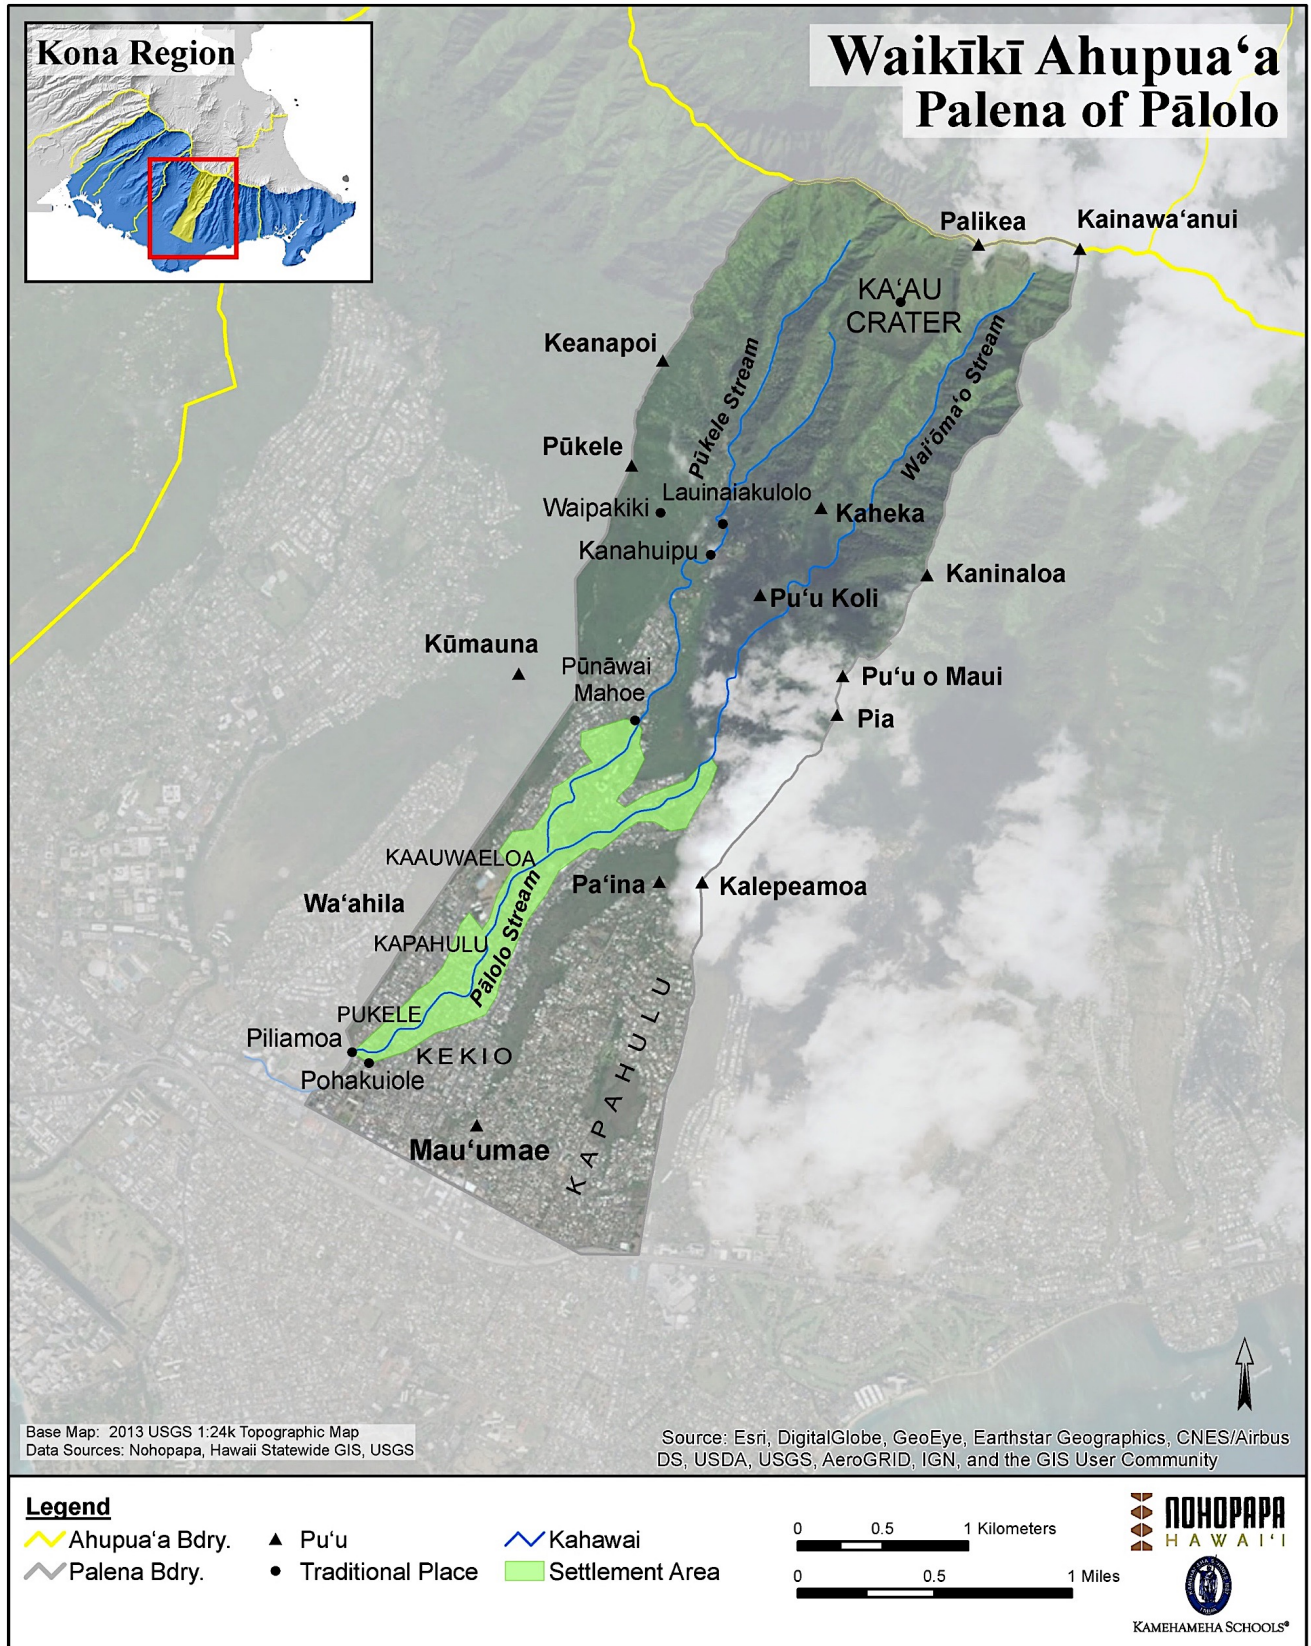 Kona Region
Waikīkī Ahupua‘a
Palena of Pālolo
Palikea
Kainawa‘anui
KA‘AU
CRATER
Keanapoi
Pūkele Stream
Wai‘ōma‘o Stream
Pūkele
Lauinaiakulolo
Waipakiki
Kaheka
Kanahuipu
Kaninaloa
Pu‘u Koli
Kūmauna
Pūnāwai
Mahoe
Pu‘u o Maui
Pia
KAAUWAELOA
Pa‘ina
Kalepeamoa
Wa‘ahila
KAPAHULU
Pālolo Stream
PUKELE
Piliamoa
KEKIO
Pohakuiole
KAPAHULU
Mau‘umae
Base Map: 2013 USGS 1:24k Topographic Map
Data Sources: Nohopapa, Hawaii Statewide GIS, USGS
Source: Esri, DigitalGlobe, GeoEye, Earthstar Geographics, CNES/Airbus
DS, USDA, USGS, AeroGRID, IGN, and the GIS User Community
Legend
Ahupua‘a Bdry.
Pu‘u
Kahawai
Palena Bdry.
Traditional Place
Settlement Area
0 0.5 1 Kilometers
0 0.5 1 Miles
NOHOPAPA
HAWAI‘I
KAMEHAMEHA SCHOOLS®